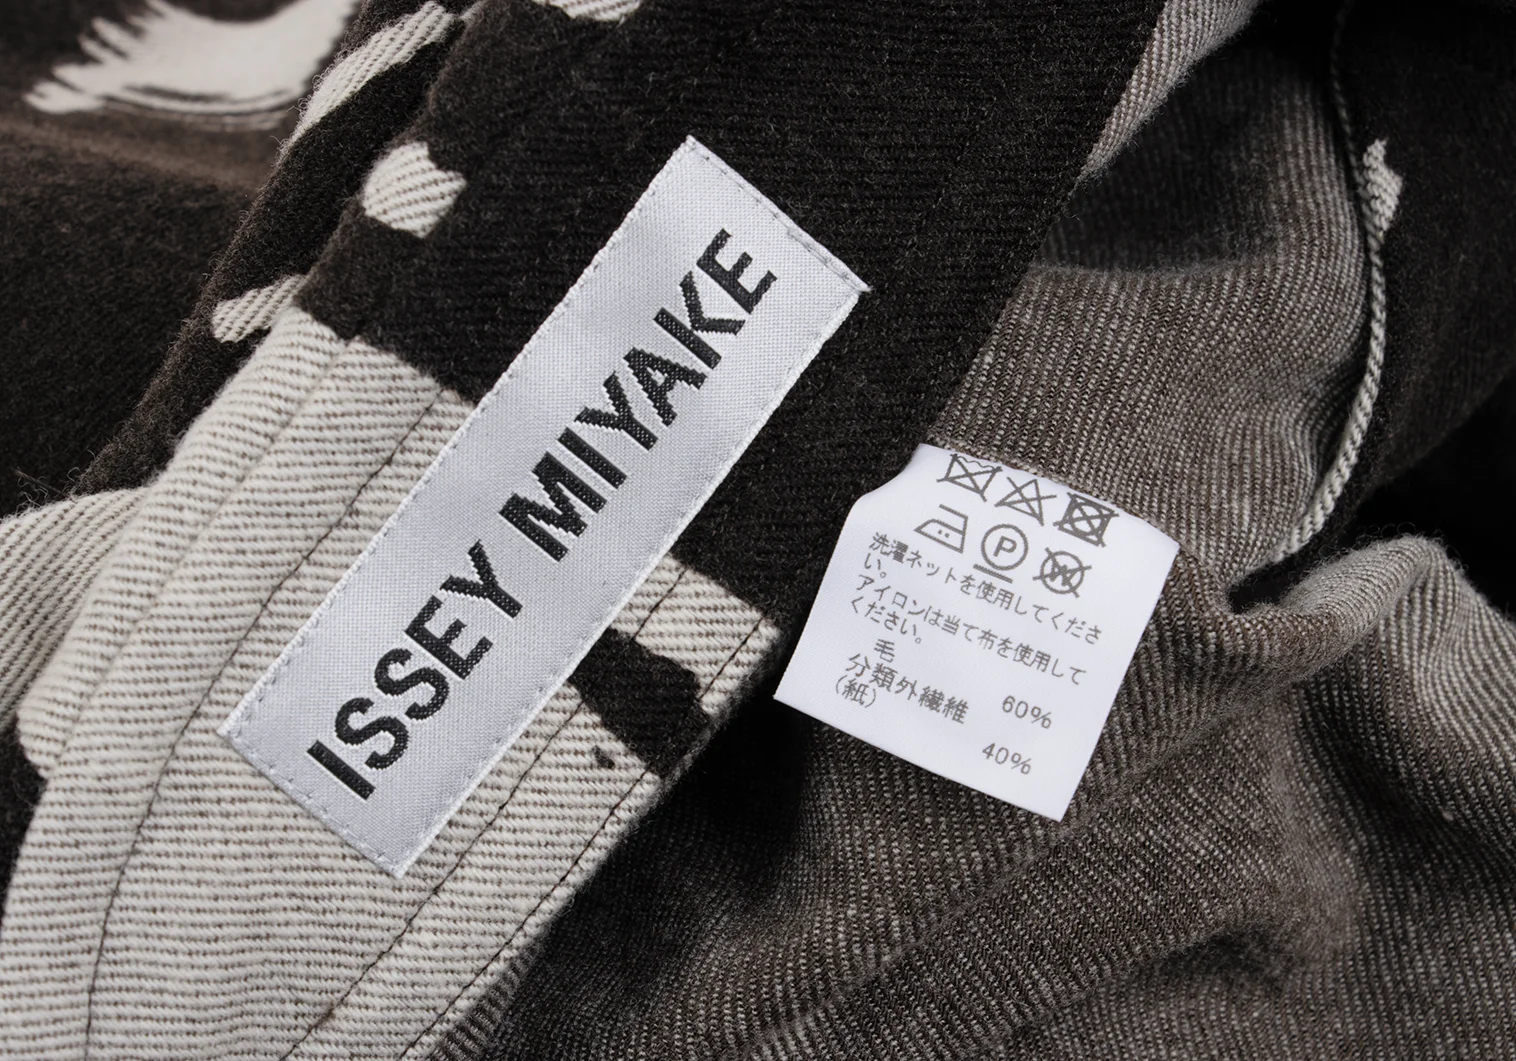 ISSEY MIYAKE
P
W
洗濯ネットを使用してくださ
い。
アイロンは当て布を使用して
ください。
毛 60%
分類外繊維 40%
(紙)